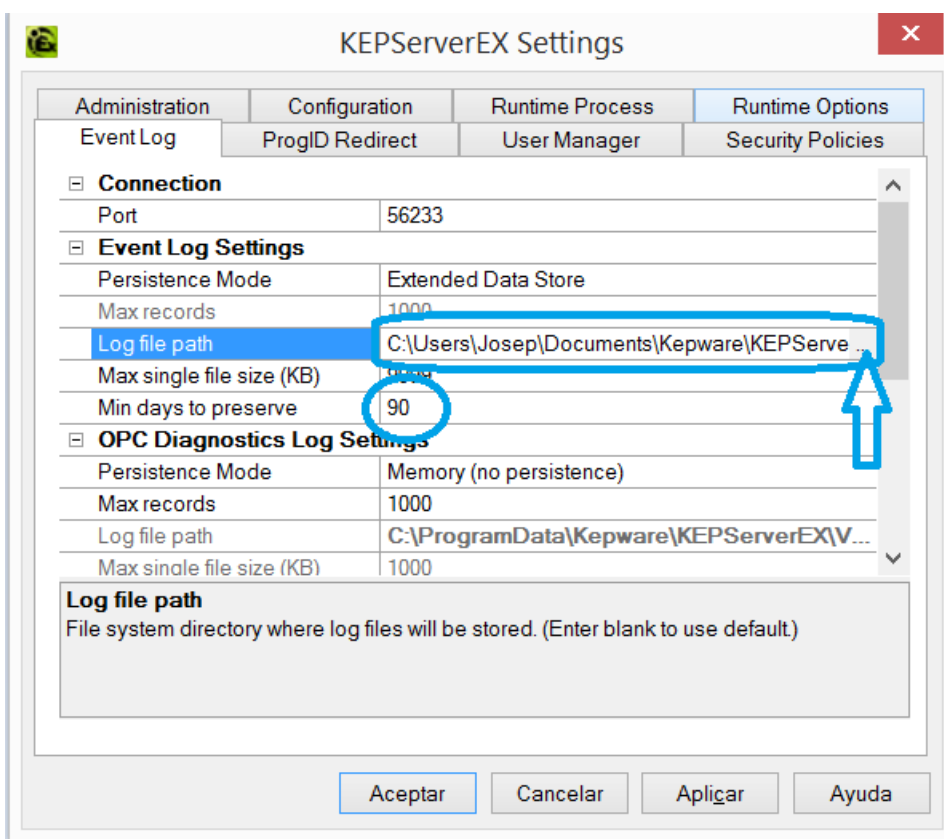 KEPServerEX Settings
Administration Configuration Runtime Process Runtime Options
Event Log ProgID Redirect User Manager Security Policies
Connection
Port 56233
Event Log Settings
Persistence Mode Extended Data Store
Max records 1000
Log file path C:\Users\Josep\Documents\Kepware\KEPServe ...
Max single file size (KB)
Min days to preserve 90
OPC Diagnostics Log Settings
Persistence Mode Memory (no persistence)
Max records 1000
Log file path C:\ProgramData\Kepware\KEPServerEX\V...
Max single file size (KB) 1000
Log file path
File system directory where log files will be stored. (Enter blank to use default.)
Aceptar Cancelar Aplicar Ayuda